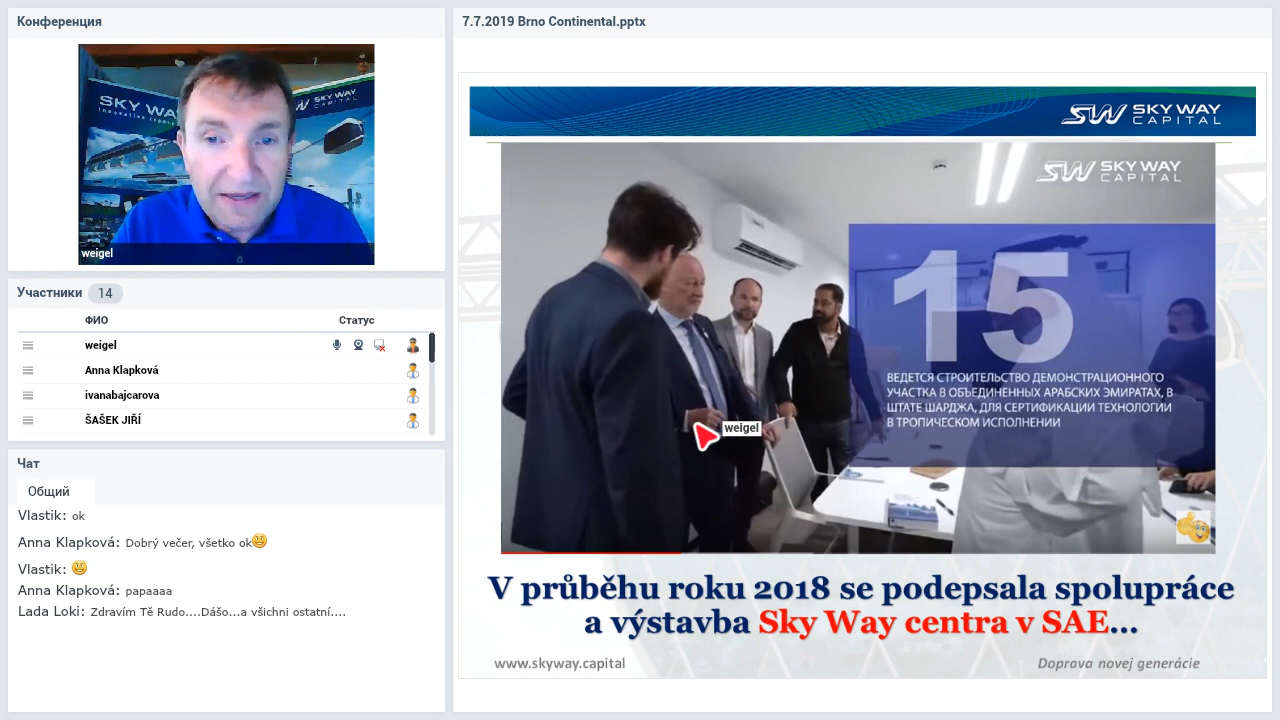 Конференция
SKY WA
innovative
SKY WAY
CAPITAL
weigel
Участники 14
ФИО Статус
weigel
Anna Klapková
ivanabajcarova
ŠAŠEK JIŘÍ
Чат
Общий
Vlastik: ok
Anna Klapková: Dobrý večer, všetko ok
Vlastik:
Anna Klapková: papaaaa
Lada Loki: Zdravím Tě Rudo....Dášo...a všichni ostatní....
7.7.2019 Brno Continental.pptx
SW SKY WAY
CAPITAL
SW SKY WAY
CAPITAL
15
ВЕДЕТСЯ СТРОИТЕЛЬСТВО ДЕМОНСТРАЦИОННОГО
УЧАСТКА В ОБЪЕДИНЕННЫХ АРАБСКИХ ЭМИРАТАХ, В
ШТАТЕ ШАРДЖА, ДЛЯ СЕРТИФИКАЦИИ ТЕХНОЛОГИИ
В ТРОПИЧЕСКОМ ИСПОЛНЕНИИ
weigel
V průběhu roku 2018 se podepsala spolupráce
a výstavba Sky Way centra v SAE...
www.skyway.capital
Doprava novej generácie